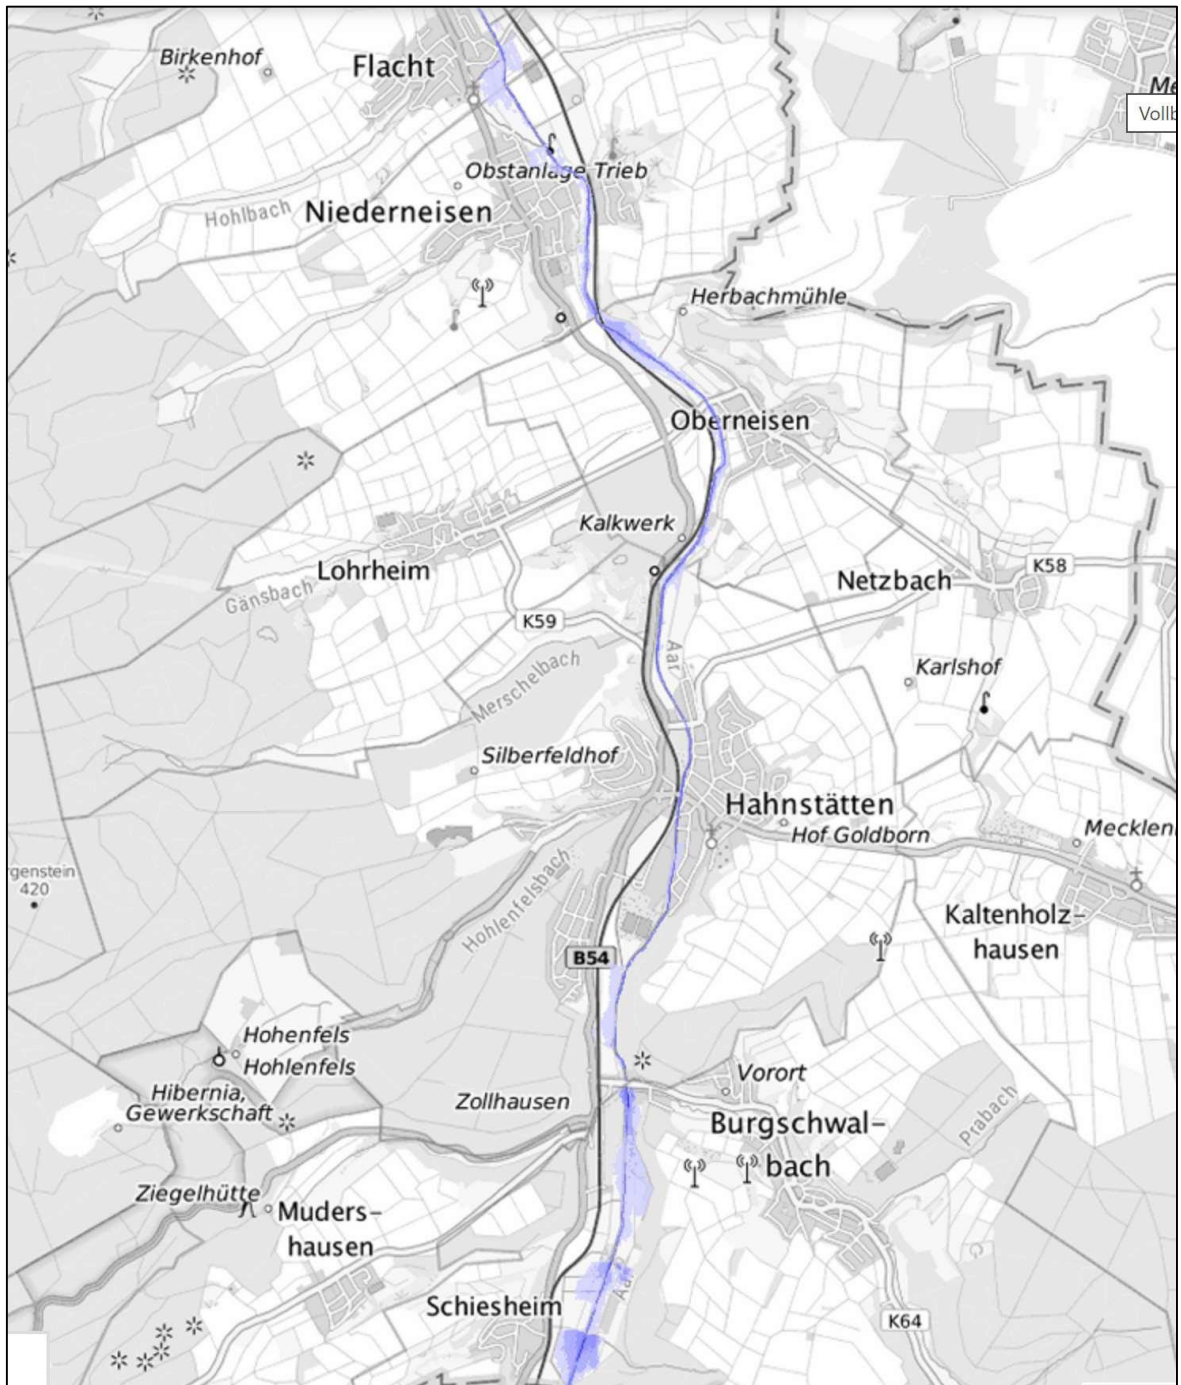 Birkenhof
Flacht
Me
Vollb
Obstanlage Trieb
Hohlbach
Niederneisen
Herbachmühle
Oberneisen
Kalkwerk
Lohrheim
K58
Netzbach
Gänsbach
K59
Aar
Karlshof
Merschelbach
Silberfeldhof
Hahnstätten
Hof Goldborn
Mecklen
genstein
420
Hohlenfelsbach
Kaltenholz-
hausen
B54
Hohenfels
Hohlenfels
Vorort
Hibernia,
Gewerkschaft
Zollhausen
Burgschwal-
bach
Prabach
Ziegelhütte
Muders-
hausen
Aar
Schiesheim
K64